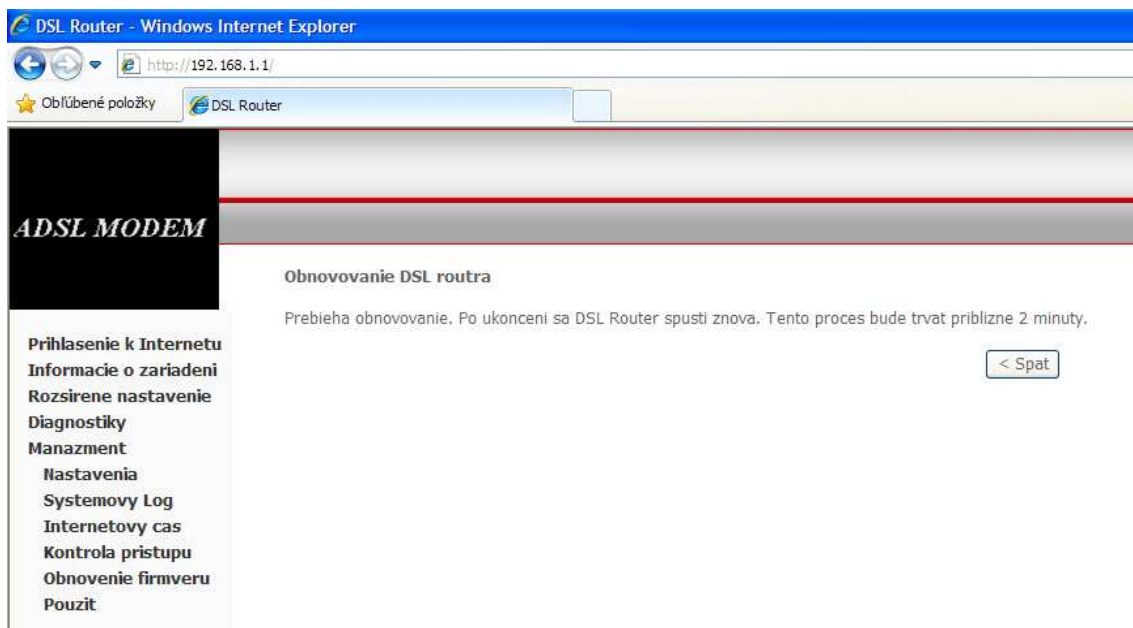 DSL Router - Windows Internet Explorer
http://192.168.1.1/
Obľúbené položky
DSL Router
ADSL MODEM
Obnovovanie DSL routra
Prebieha obnovovanie. Po ukonceni sa DSL Router spusti znova. Tento proces bude trvat priblizne 2 minuty.
< Spat
Prihlasenie k Internetu
Informacie o zariadeni
Rozsirene nastavenie
Diagnostiky
Manazment
Nastavenia
Systemovy Log
Internetovy cas
Kontrola pristupu
Obnovenie firmveru
Pouzit